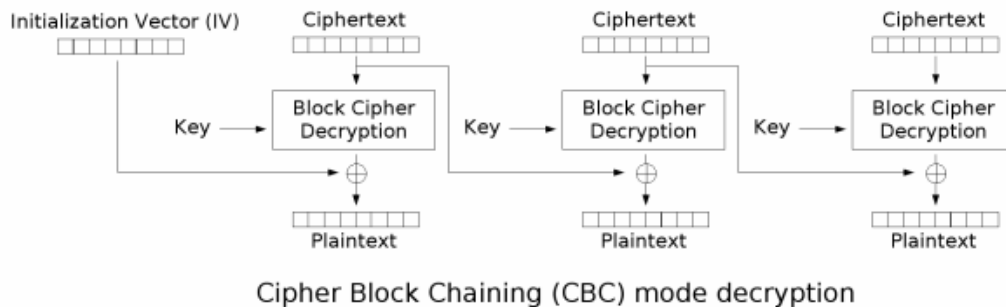 Initialization Vector (IV)
Ciphertext
Ciphertext
Ciphertext
Key
Block Cipher
Decryption
Key
Block Cipher
Decryption
Key
Block Cipher
Decryption
Plaintext
Plaintext
Plaintext
Cipher Block Chaining (CBC) mode decryption